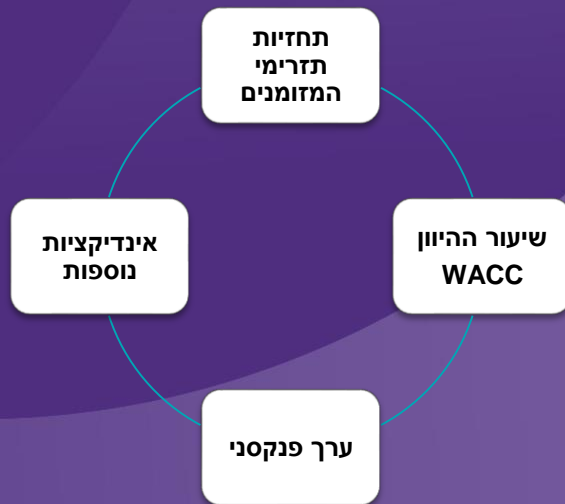 תחזיות
תזרימי
המזומנים
שיעור ההיוון
WACC
ערך פנקסני
אינדיקציות
נוספות